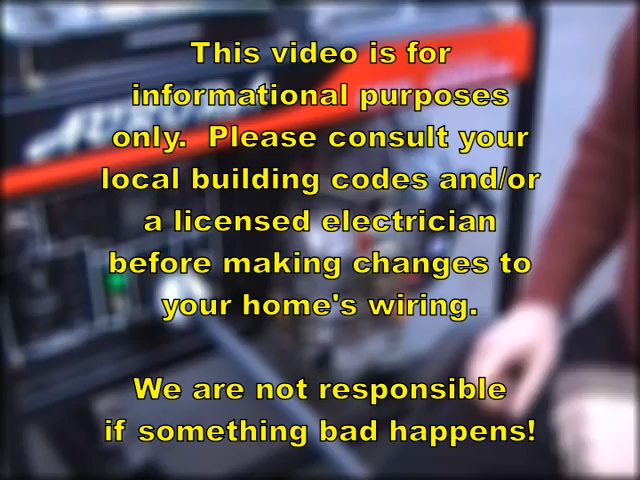 This video is for
informational purposes
only.  Please consult your
local building codes and/or
a licensed electrician
before making changes to
your home's wiring.
We are not responsible
if something bad happens!
AURORA